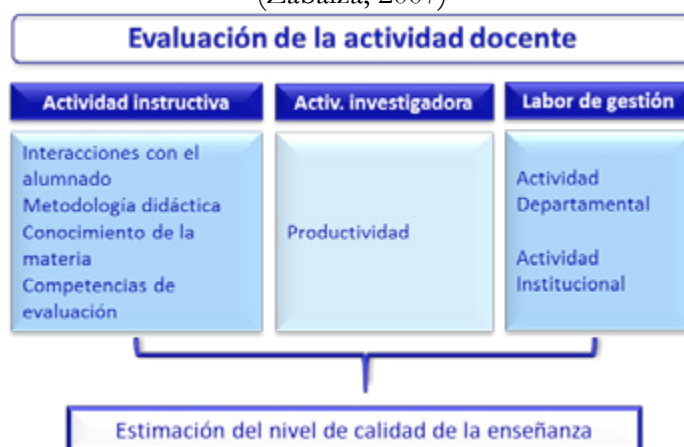 (Zabalza, 2007)
Evaluación de la actividad docente
Actividad instructiva
Interacciones con el
alumnado
Metodología didáctica
Conocimiento de la
materia
Competencias de
evaluación
Activ. investigadora
Productividad
Labor de gestión
Actividad
Departamental
Actividad
Institucional
Estimación del nivel de calidad de la enseñanza